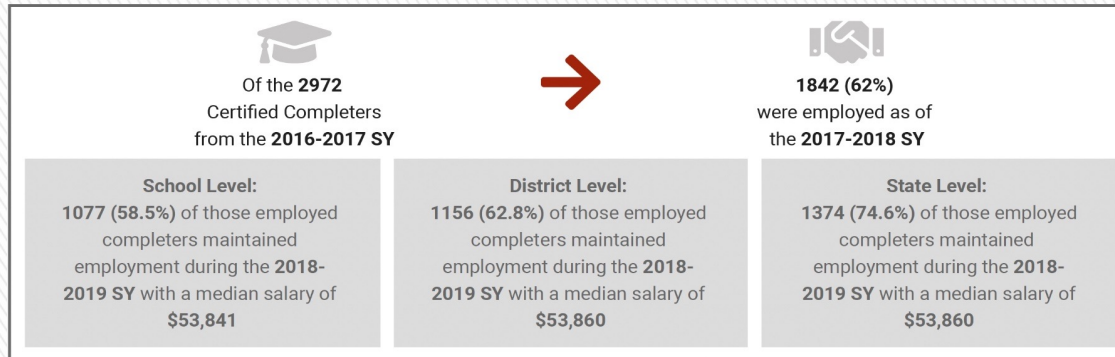 Of the 2972
Certified Completers
from the 2016-2017 SY
1842 (62%)
were employed as of
the 2017-2018 SY
School Level:
1077 (58.5%) of those employed
completers maintained
employment during the 2018-
2019 SY with a median salary of
$53,841
District Level:
1156 (62.8%) of those employed
completers maintained
employment during the 2018-
2019 SY with a median salary of
$53,860
State Level:
1374 (74.6%) of those employed
completers maintained
employment during the 2018-
2019 SY with a median salary of
$53,860